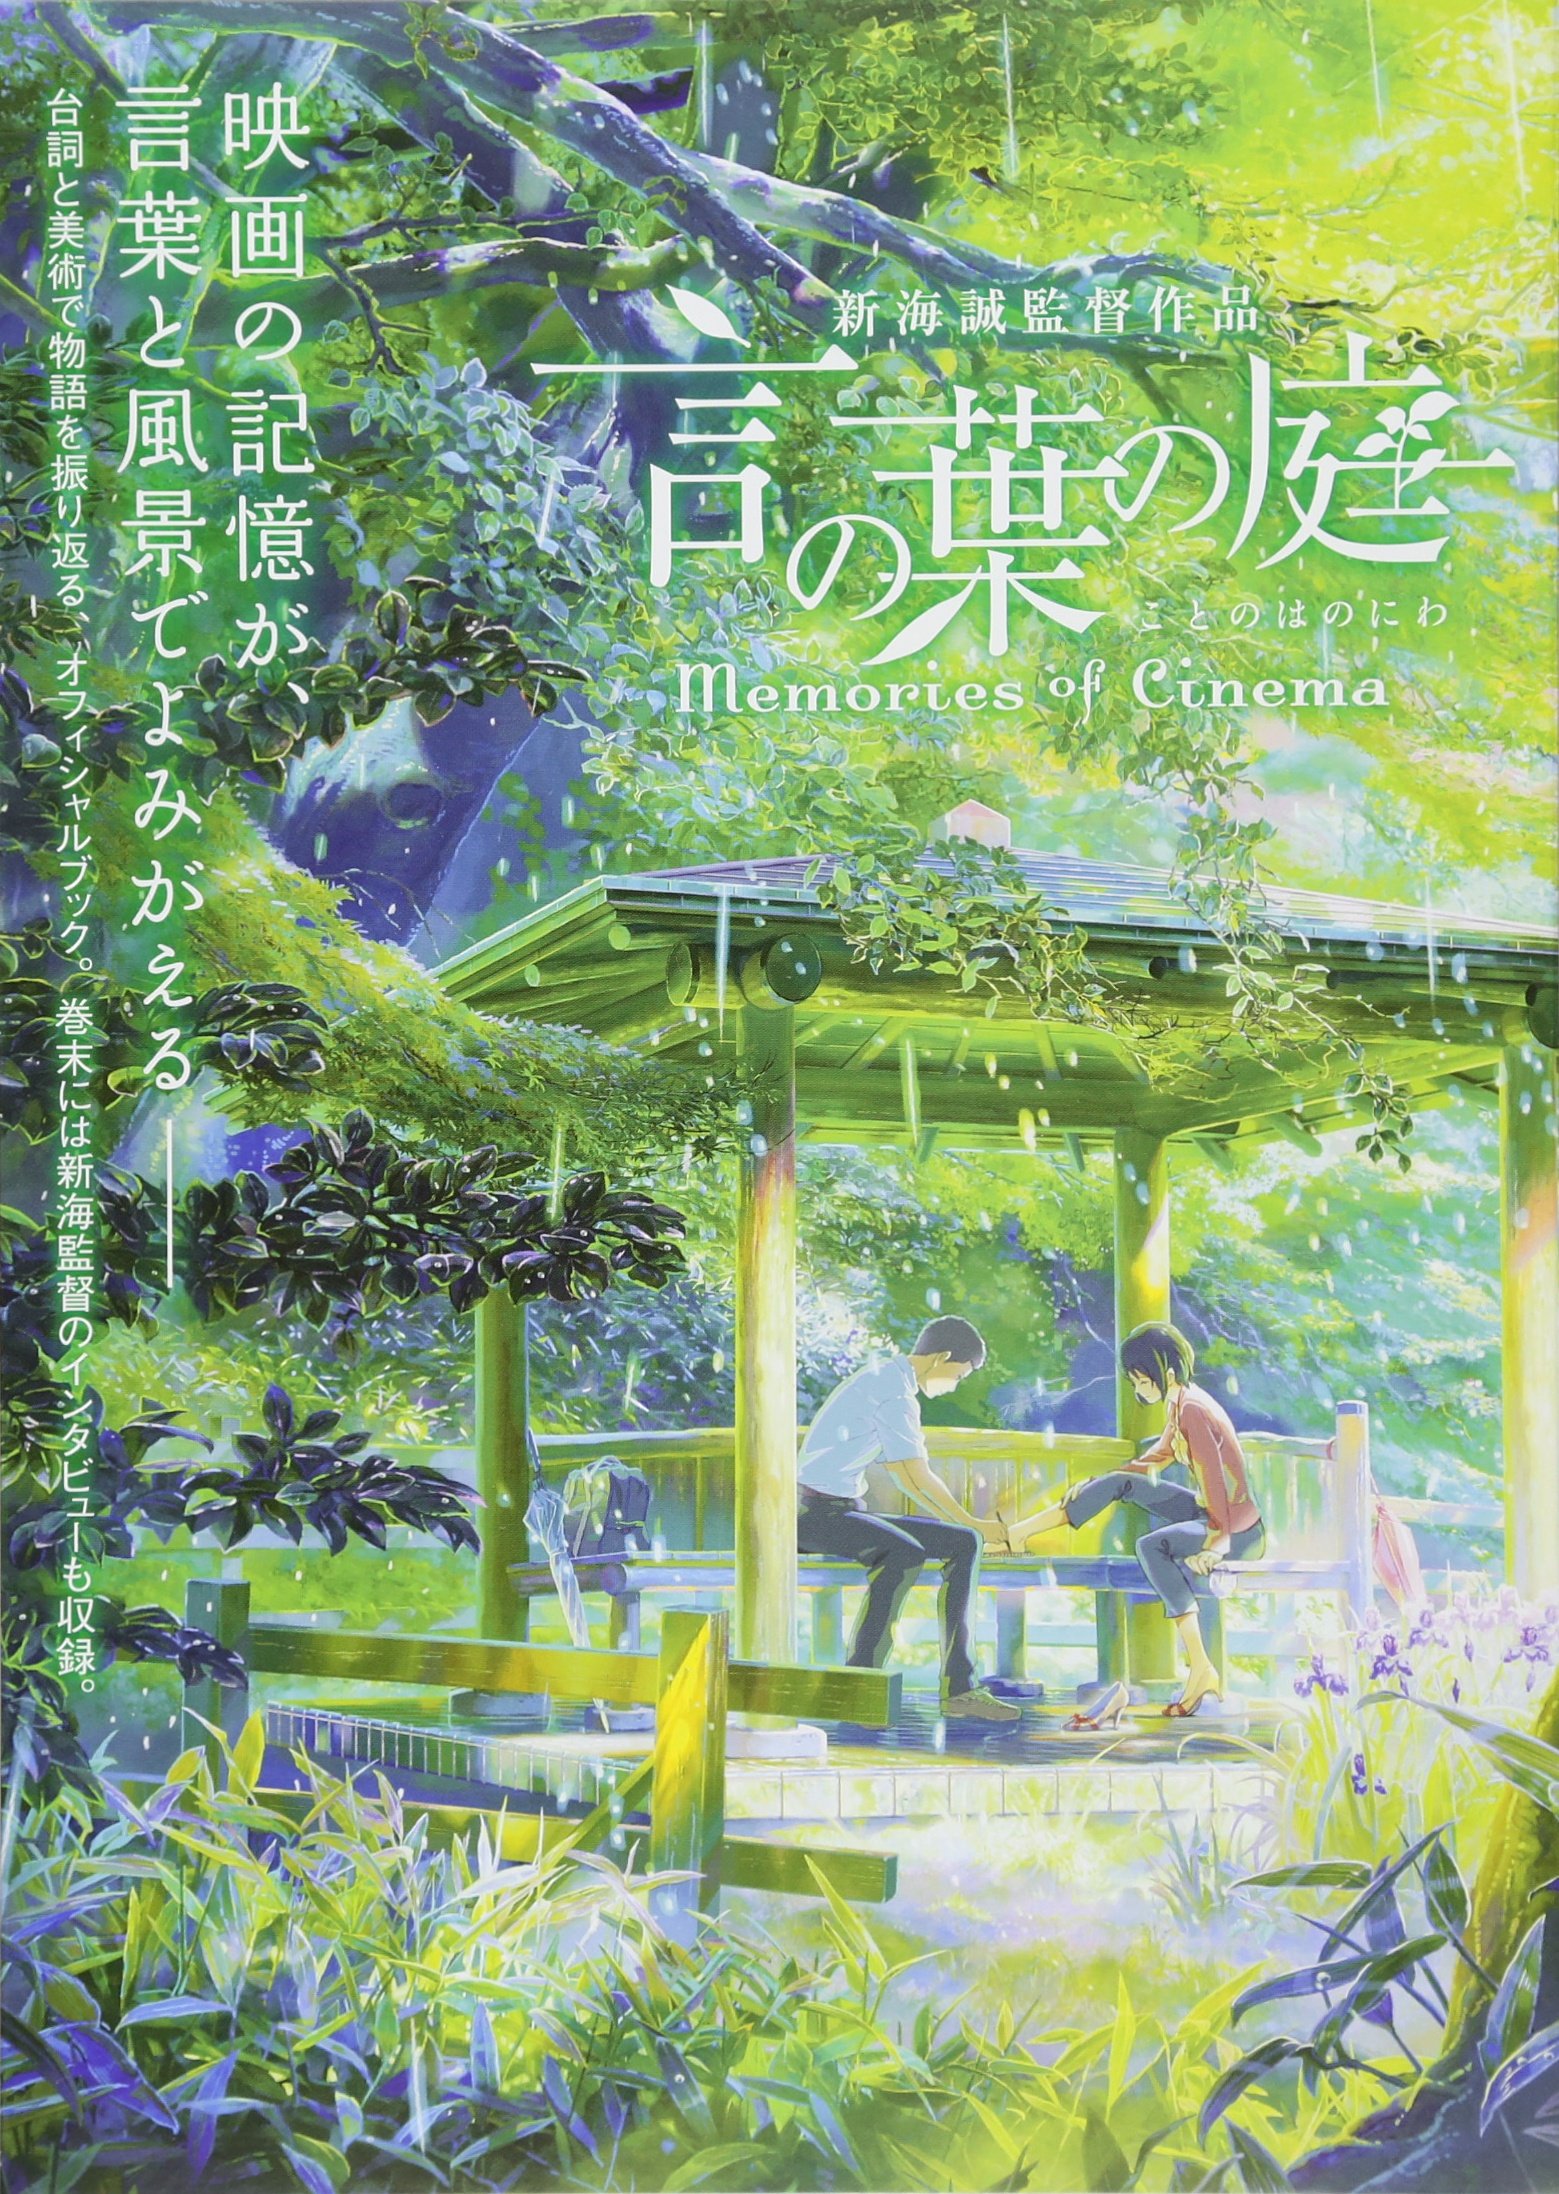 映画の記憶が、
言葉と風景でよみがえる――
台詞と美術で物語を振り返る、オフィシャルブック。巻末には新海監督のインタビューも収録。
新海誠監督作品
言の葉の庭
ことのはのにわ
Memories of Cinema